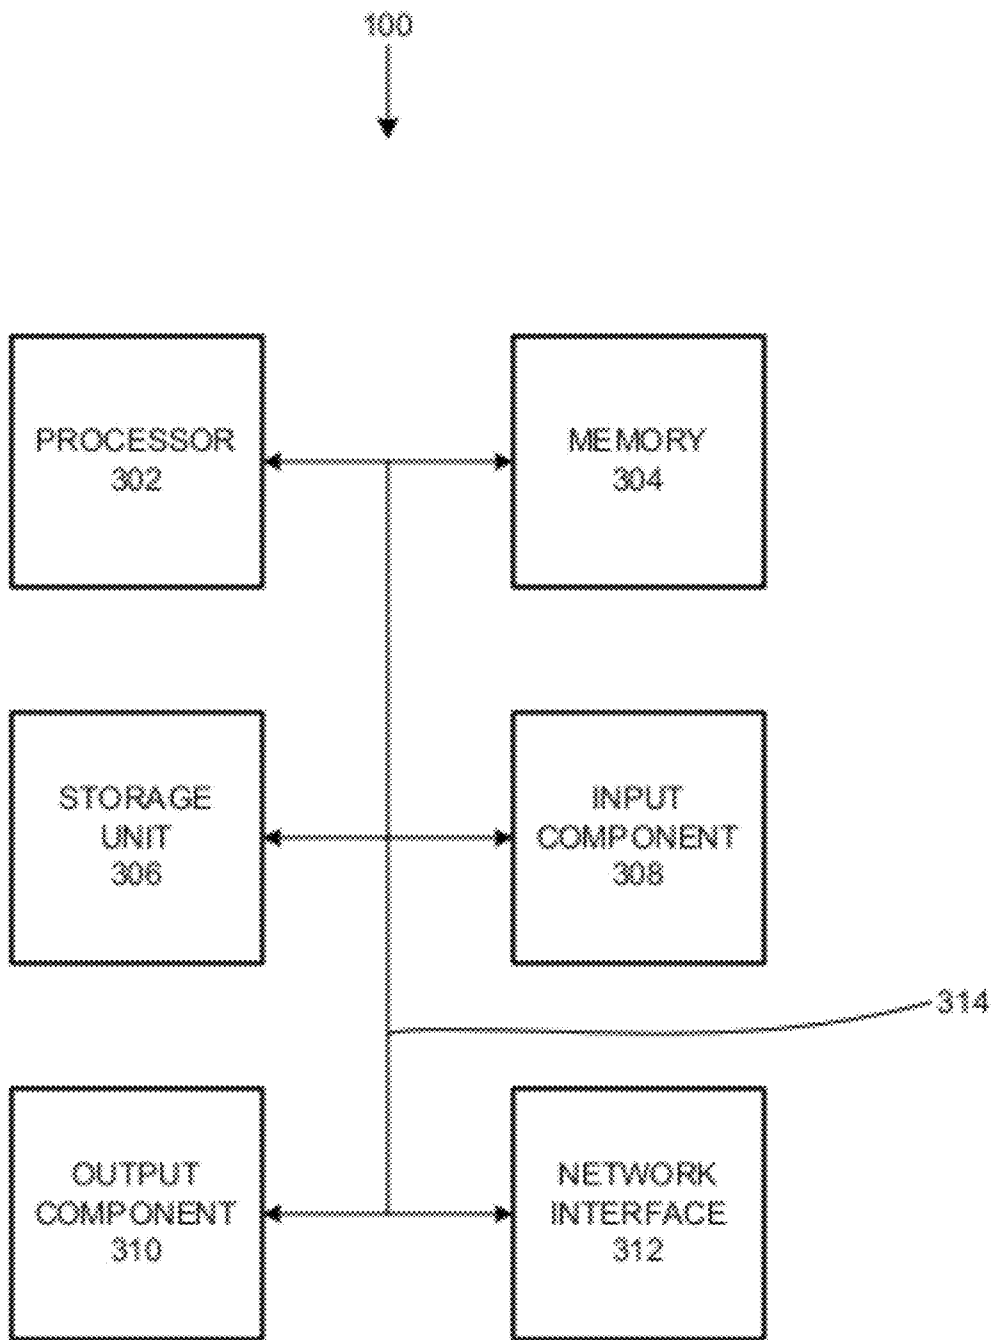 100
PROCESSOR
302
MEMORY
304
STORAGE
UNIT
306
INPUT
COMPONENT
308
314
OUTPUT
COMPONENT
310
NETWORK
INTERFACE
312